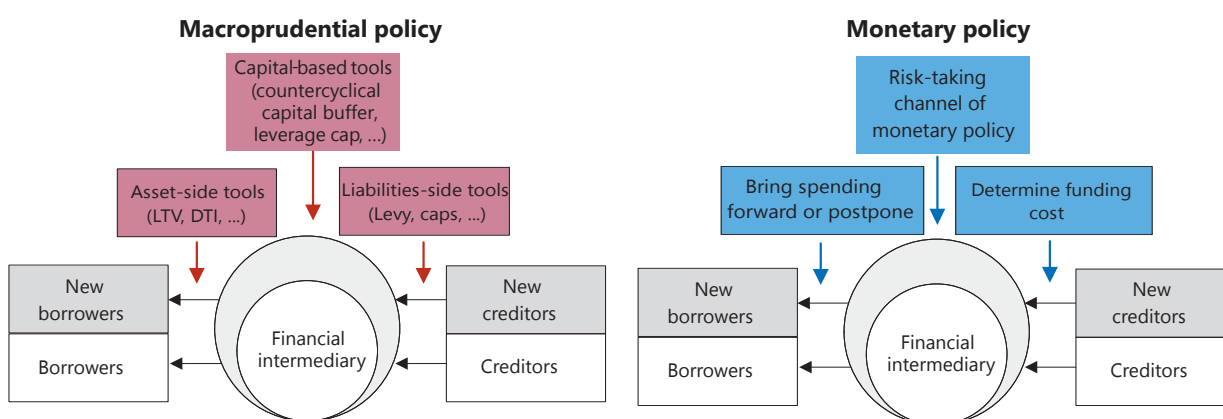 Macroprudential policy
Capital-based tools
(countercyclical
capital buffer,
leverage cap, ...)
Asset-side tools
(LTV, DTI, ...)
Liabilities-side tools
(Levy, caps, ...)
New
borrowers
Borrowers
Financial
intermediary
New
creditors
Creditors
Monetary policy
Risk-taking
channel of
monetary policy
Bring spending
forward or postpone
Determine funding
cost
New
borrowers
Borrowers
Financial
intermediary
New
creditors
Creditors